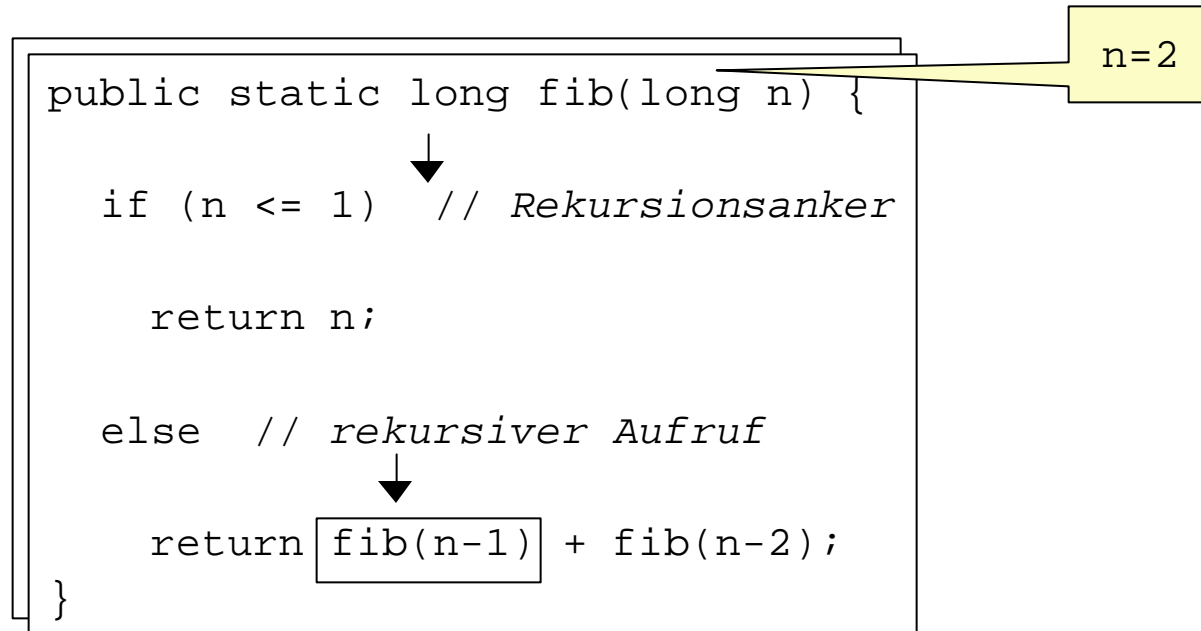 n=2
public static long fib(long n) {
if (n <= 1) // Rekursionsanker
return n;
else // rekursiver Aufruf
return fib(n-1) + fib(n-2);
}